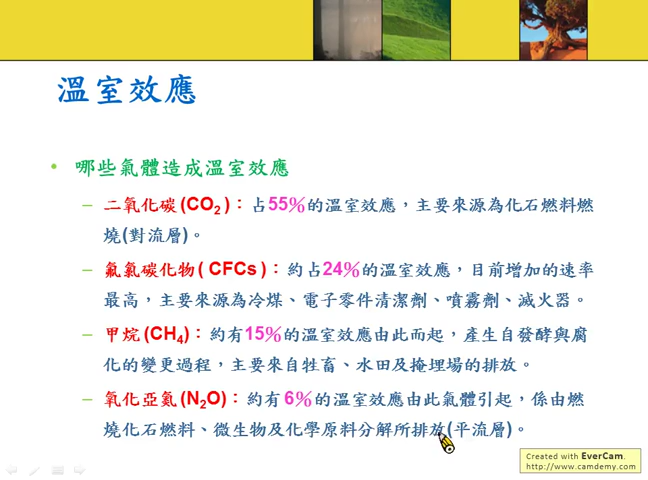 溫室效應
• 哪些氣體造成溫室效應
– 二氧化碳(CO2)：占55%的溫室效應，主要來源為化石燃料燃
燒(對流層)。
– 氟氯碳化物( CFCs )：約占24%的溫室效應，目前增加的速率
最高，主要來源為冷煤、電子零件清潔劑、噴霧劑、滅火器。
– 甲烷(CH4)：約有15%的溫室效應由此而起，產生自發酵與腐
化的變更過程，主要來自牲畜、水田及掩埋場的排放。
– 氧化亞氮(N2O)：約有6%的溫室效應由此氣體引起，係由燃
燒化石燃料、微生物及化學原料分解所排放(平流層)。
Created with EverCam.
http://www.camdemy.com